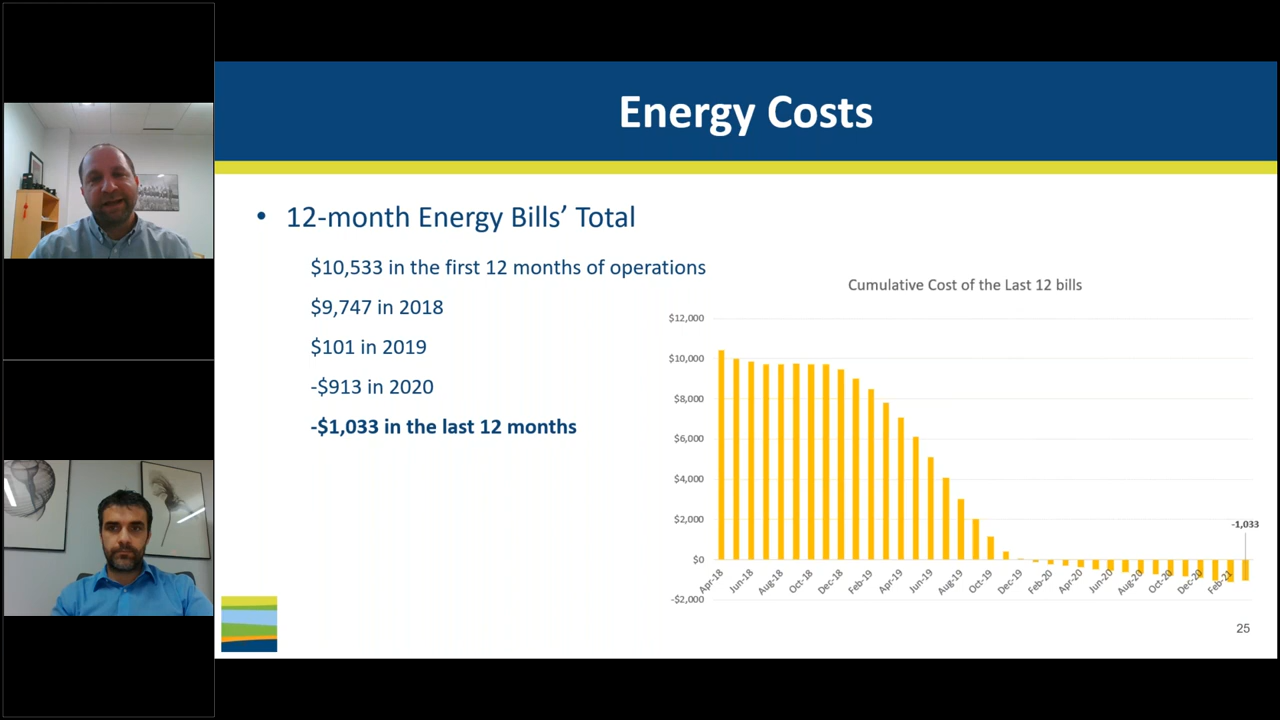 Energy Costs
• 12-month Energy Bills’ Total
$10,533 in the first 12 months of operations
$9,747 in 2018
$101 in 2019
-$913 in 2020
-$1,033 in the last 12 months
Cumulative Cost of the Last 12 bills
$12,000
$10,000
$8,000
$6,000
$4,000
$2,000
$0
-$2,000
-1,033
Apr-18
Jun-18
Aug-18
Oct-18
Dec-18
Feb-19
Apr-19
Jun-19
Aug-19
Oct-19
Dec-19
Feb-20
Apr-20
Jun-20
Aug-20
Oct-20
Dec-20
Feb-21
25